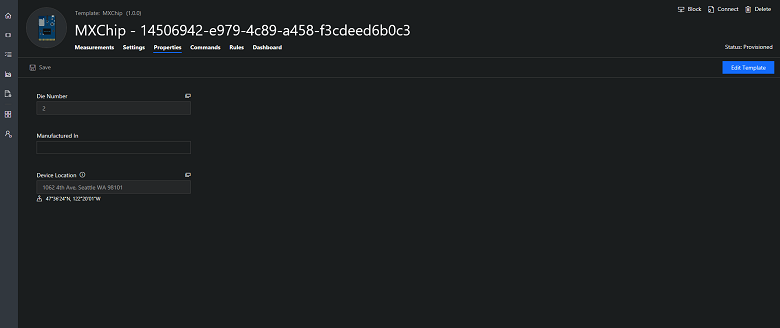 Template: MXChip (1.0.0)
Block Connect Delete
MXChip - 14506942-e979-4c89-a458-f3cdeed6b0c3
Measurements Settings Properties Commands Rules Dashboard
Status: Provisioned
Save
Edit Template
Die Number
2
Manufactured In
Device Location
1062 4th Ave, Seattle WA 98101
47°36'24"N, 122°20'01"W